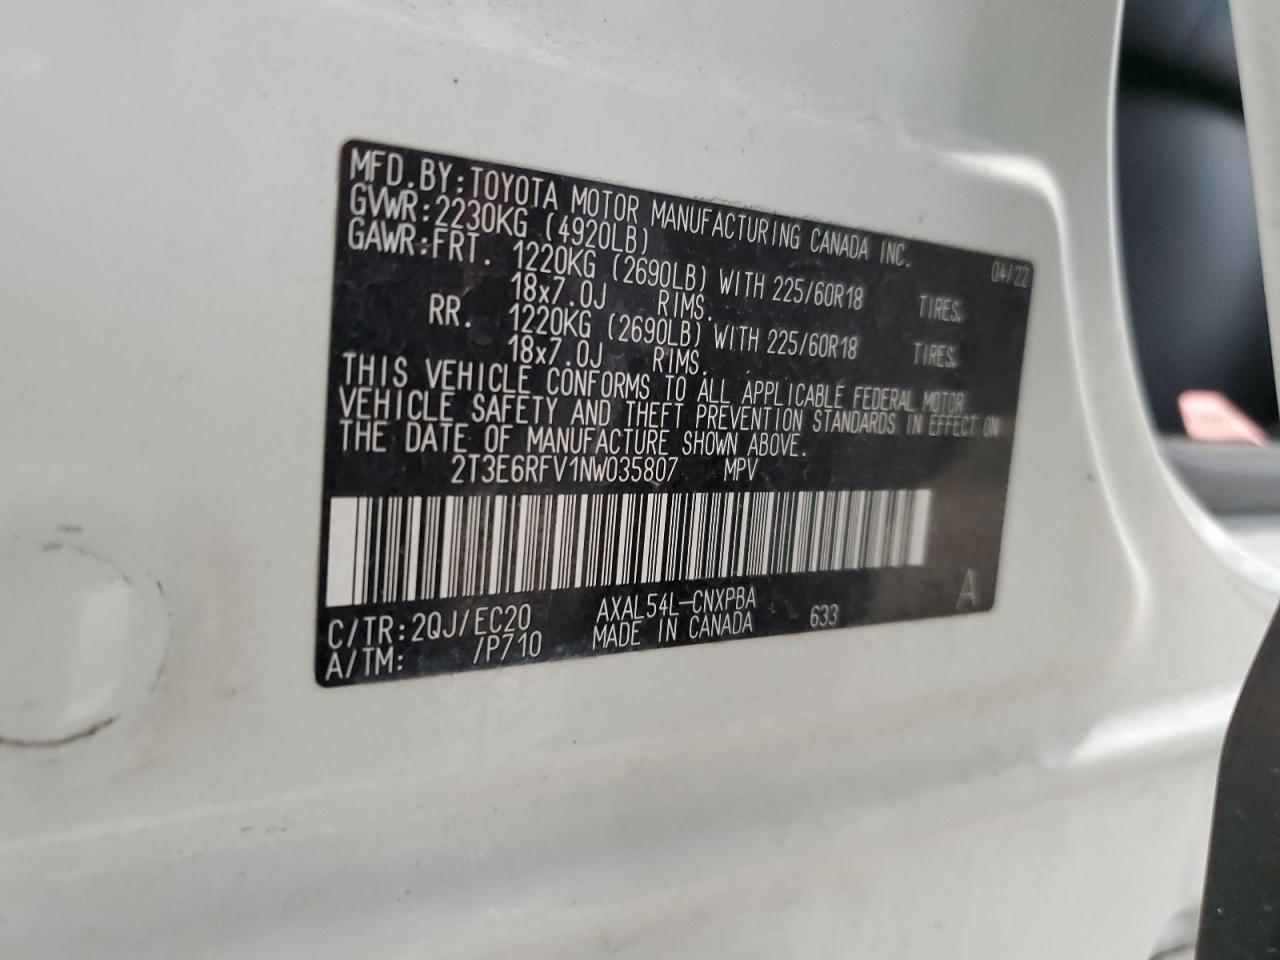 MFD.BY:TOYOTA MOTOR MANUFACTURING CANADA INC. 04/22
GVWR:2230KG (4920LB)
GAWR:FRT. 1220KG (2690LB) WITH 225/60R18 TIRES,
18x7.0J RIMS.
RR. 1220KG (2690LB) WITH 225/60R18 TIRES,
18x7.0J RIMS.
THIS VEHICLE CONFORMS TO ALL APPLICABLE FEDERAL MOTOR
VEHICLE SAFETY AND THEFT PREVENTION STANDARDS IN EFFECT ON
THE DATE OF MANUFACTURE SHOWN ABOVE.
2T3E6RFV1NW035807 MPV
C/TR:2QJ/EC20 AXAL54L-CNXPBA 633 A
A/TM: /P710 MADE IN CANADA